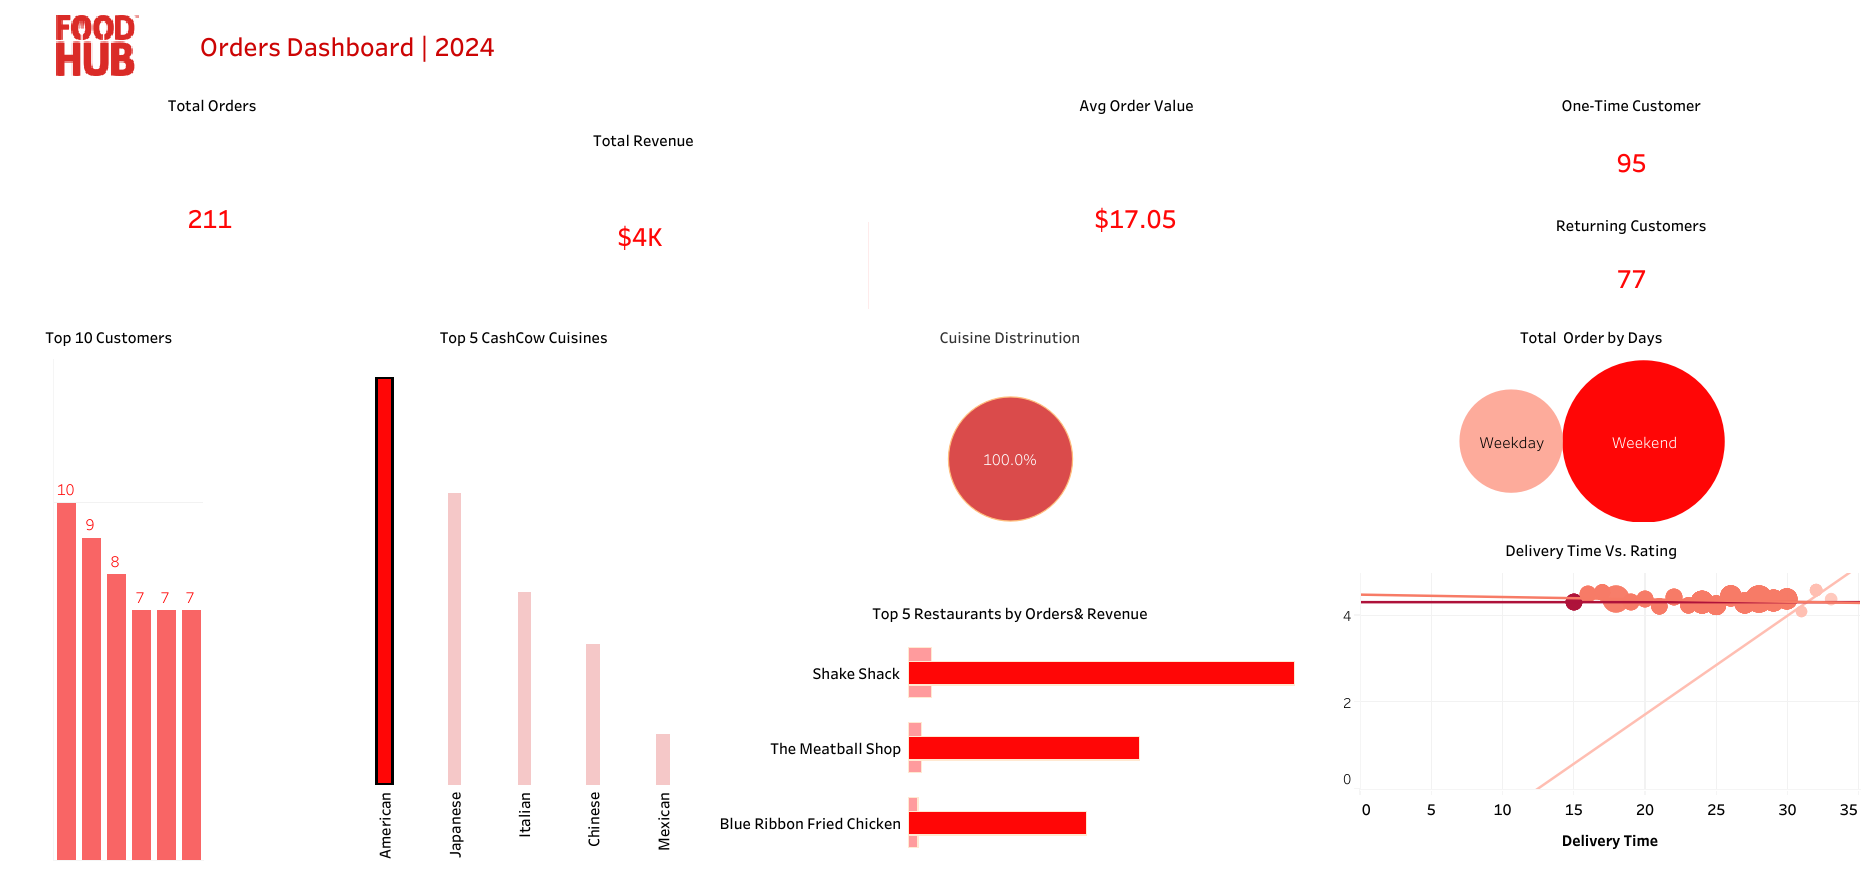 FOOD
HUB
Orders Dashboard | 2024
Total Orders
211
Total Revenue
$4K
Avg Order Value
$17.05
One-Time Customer
95
Returning Customers
77
Top 10 Customers
10
9
8
7
7
7
Top 5 CashCow Cuisines
American
Japanese
Italian
Chinese
Mexican
Cuisine Distrinution
100.0%
Total  Order by Days
Weekday
Weekend
Top 5 Restaurants by Orders& Revenue
Shake Shack
The Meatball Shop
Blue Ribbon Fried Chicken
Delivery Time Vs. Rating
4
2
0
0 5 10 15 20 25 30 35
Delivery Time